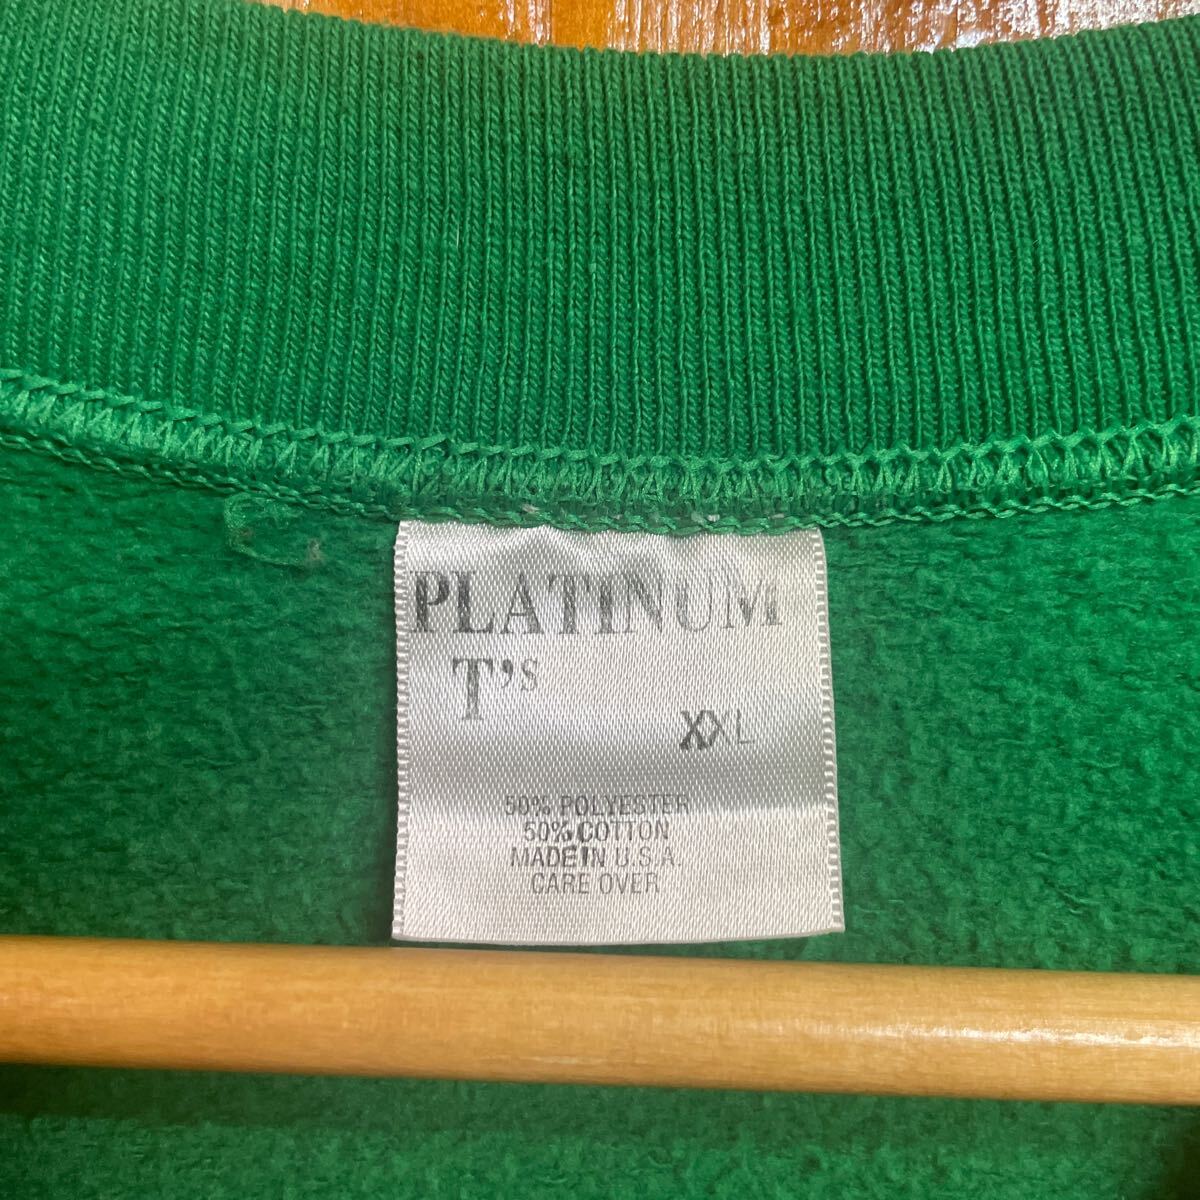 PLATINUM
T's
XXL
50% POLYESTER
50% COTTON
MADE IN U.S.A.
CARE OVER